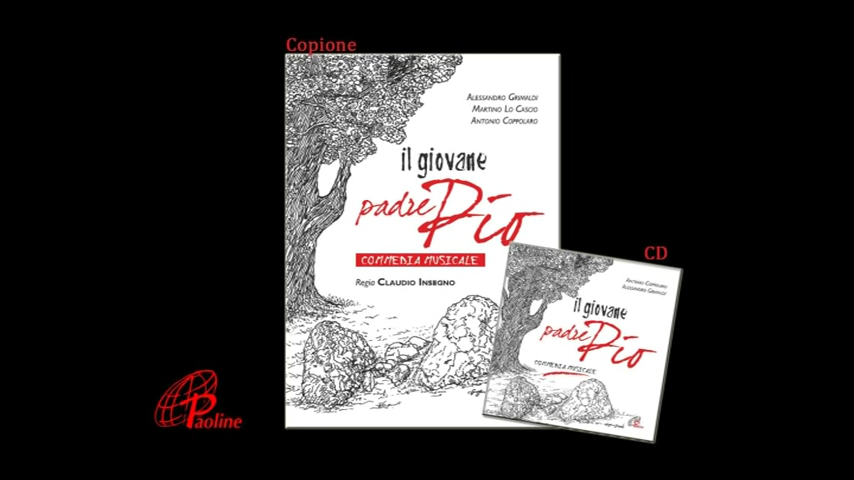 Copione
ALESSANDRO GRIMALDI
MARTINO LO CASCIO
ANTONIO COPPOLARO
il giovane
padre Pio
COMMEDIA MUSICALE
Regia CLAUDIO INSEGNO
CD
ANTONIO COPPOLARO
ALESSANDRO GRIMALDI
il giovane
padre Pio
COMMEDIA MUSICALE
Paoline
Paoline